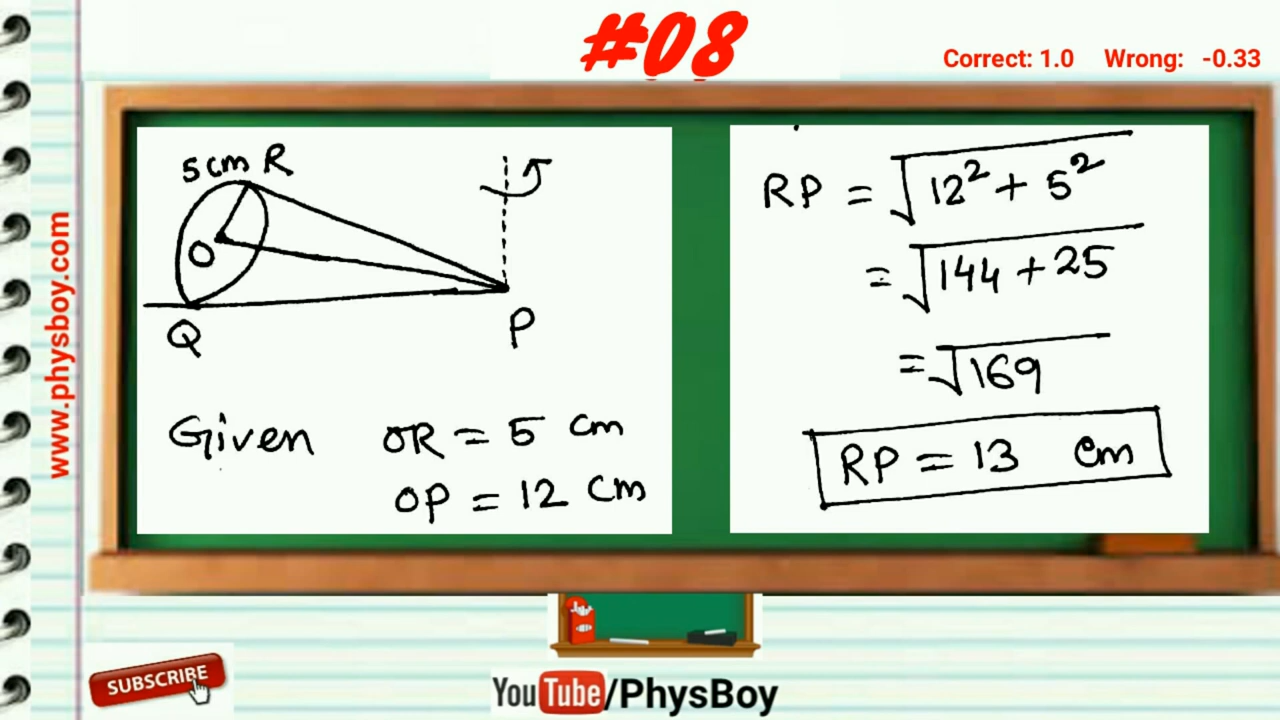 #08
Correct: 1.0 Wrong: -0.33
www.physboy.com
5cm R
O
Q
P
Given OR = 5 cm
OP = 12 cm
RP = √12² + 5²
= √144 + 25
= √169
RP = 13 cm
SUBSCRIBE
YouTube/PhysBoy